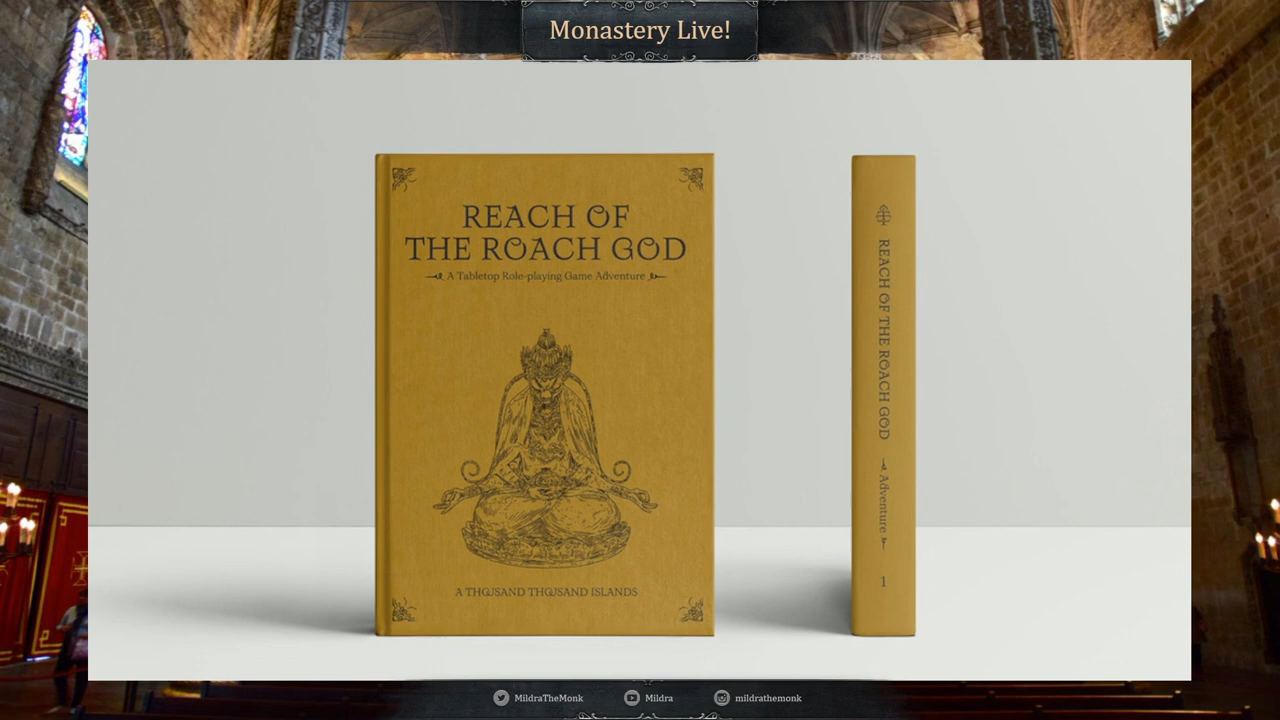 Monastery Live!
REACH OF
THE ROACH GOD
A Tabletop Role-playing Game Adventure
A THOUSAND THOUSAND ISLANDS
REACH OF THE ROACH GOD
Adventure
1
MildraTheMonk
Mildra
mildrathemonk